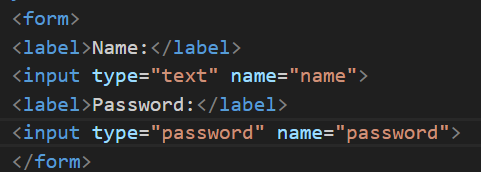 <form>
<label>Name:</label>
<input type="text" name="name">
<label>Password:</label>
<input type="password" name="password">
</form>